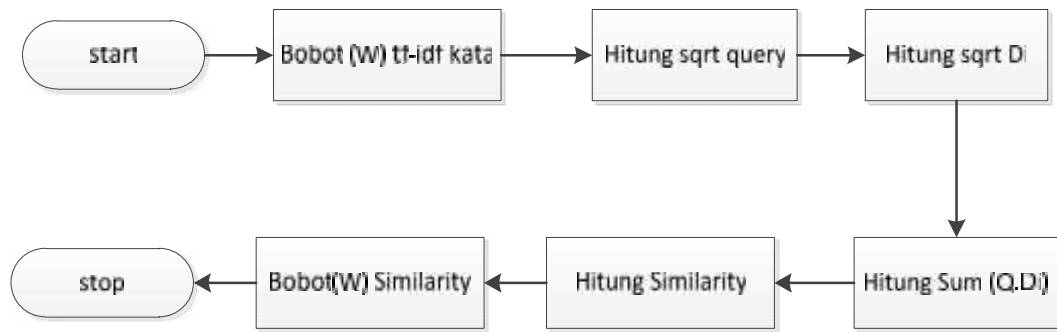 start
Bobot (W) tf-idf kata
Hitung sqrt query
Hitung sqrt Di
Hitung Sum (Q.Di)
Hitung Similarity
Bobot(W) Similarity
stop